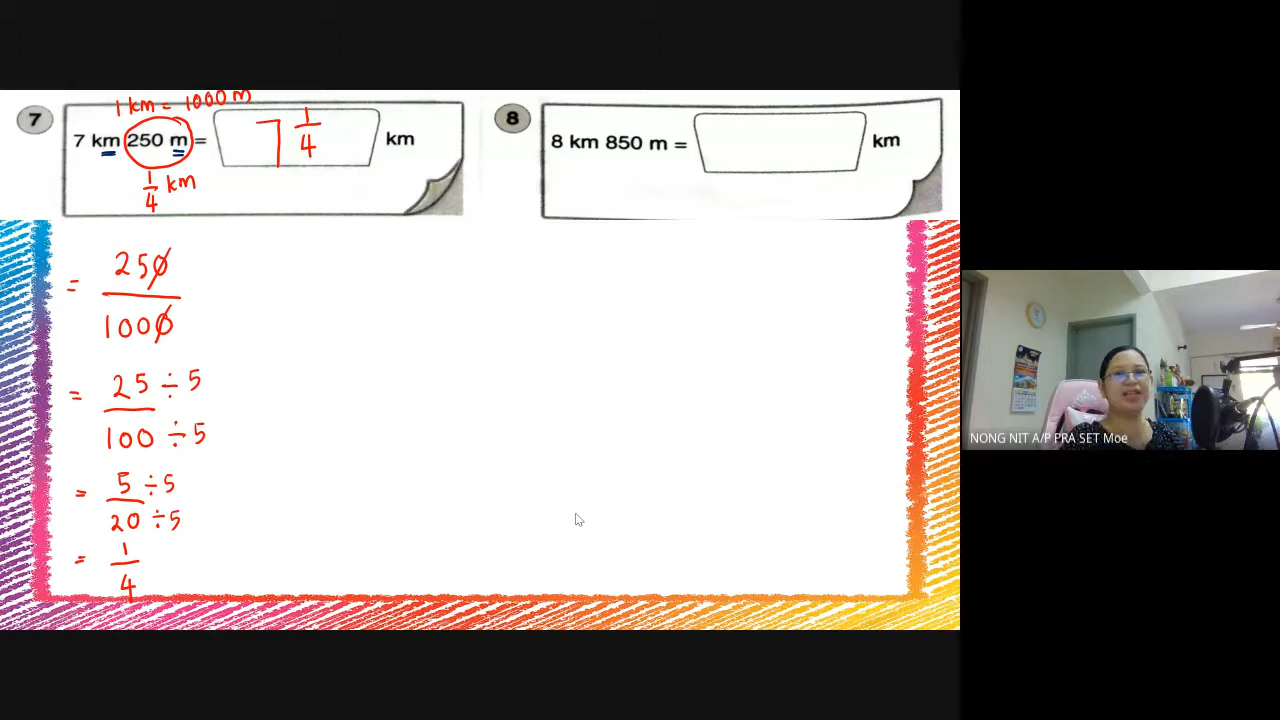 1 km = 1000 m
7
7 km 250 m = 7 1/4 km
1/4 km
8
8 km 850 m = km
= 250/1000
= 25 ÷ 5
100 ÷ 5
= 5 ÷ 5
20 ÷ 5
= 1/4
NONG NIT A/P PRA SET Moe